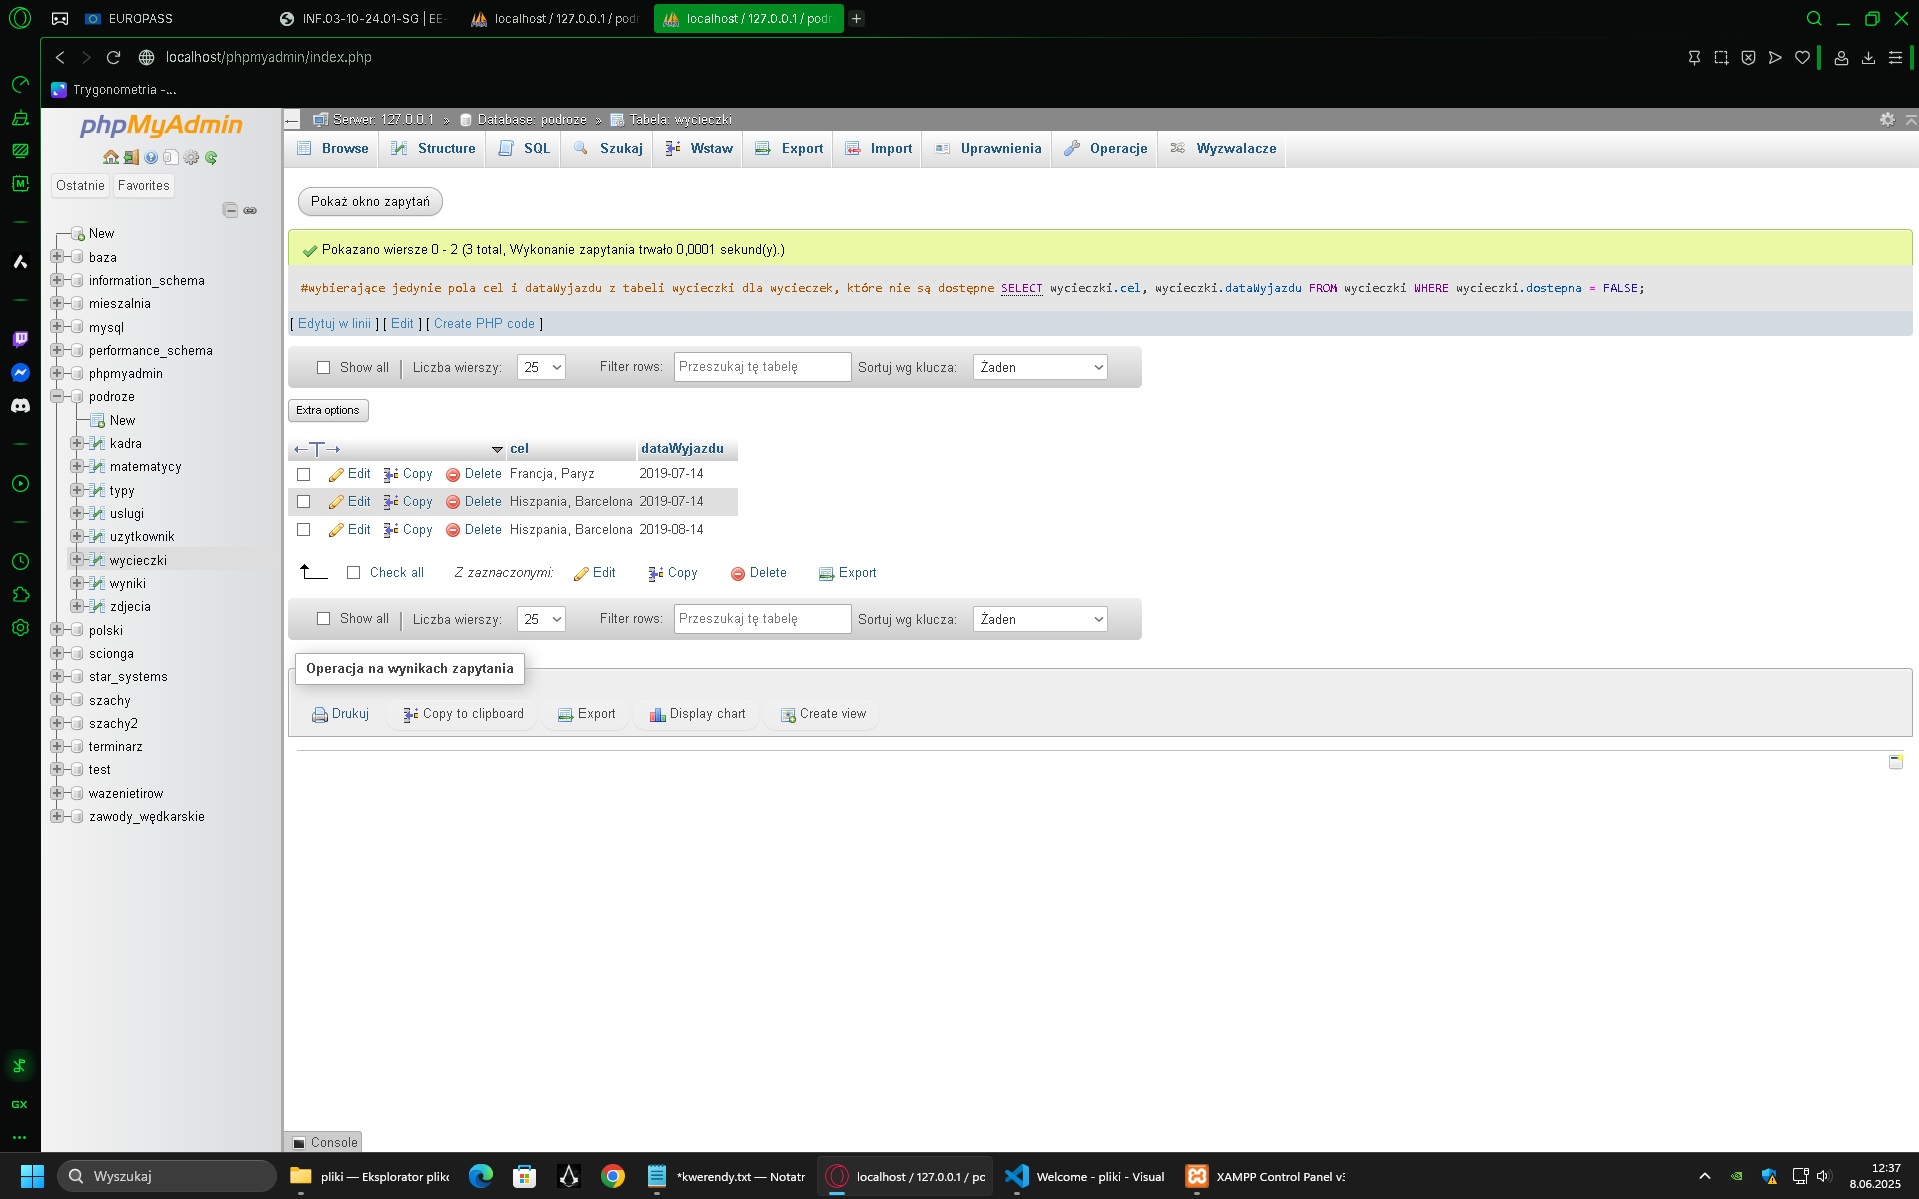 EUROPASS
INF.03-10-24.01-SG | EE-
localhost / 127.0.0.1 / podr
localhost / 127.0.0.1 / podr
localhost/phpmyadmin/index.php
Trygonometria -...
phpMyAdmin
Serwer: 127.0.0.1 » Database: podroze » Tabela: wycieczki
Browse Structure SQL Szukaj Wstaw Export Import Uprawnienia Operacje Wyzwalacze
Ostatnie Favorites
New
baza
information_schema
mieszalnia
mysql
performance_schema
phpmyadmin
podroze
New
kadra
matematycy
typy
uslugi
uzytkownik
wycieczki
wyniki
zdjecia
polski
scionga
star_systems
szachy
szachy2
terminarz
test
wazenietirow
zawody_wędkarskie
Pokaż okno zapytań
Pokazano wiersze 0 - 2 (3 total, Wykonanie zapytania trwało 0,0001 sekund(y).)
#wybierające jedynie pola cel i dataWyjazdu z tabeli wycieczki dla wycieczek, które nie są dostępne SELECT wycieczki.cel, wycieczki.dataWyjazdu FROM wycieczki WHERE wycieczki.dostepna = FALSE;
[ Edytuj w linii ] [ Edit ] [ Create PHP code ]
Show all | Liczba wierszy: 25 Filter rows: Przeszukaj tę tabelę Sortuj wg klucza: Żaden
Extra options
cel dataWyjazdu
Edit Copy Delete Francja, Paryz 2019-07-14
Edit Copy Delete Hiszpania, Barcelona 2019-07-14
Edit Copy Delete Hiszpania, Barcelona 2019-08-14
Check all Z zaznaczonymi: Edit Copy Delete Export
Show all | Liczba wierszy: 25 Filter rows: Przeszukaj tę tabelę Sortuj wg klucza: Żaden
Operacja na wynikach zapytania
Drukuj Copy to clipboard Export Display chart Create view
Console
GX
Wyszukaj
pliki — Eksplorator plikó
*kwerendy.txt — Notatr
localhost / 127.0.0.1 / pc
Welcome - pliki - Visual
XAMPP Control Panel v3
12:37
8.06.2025